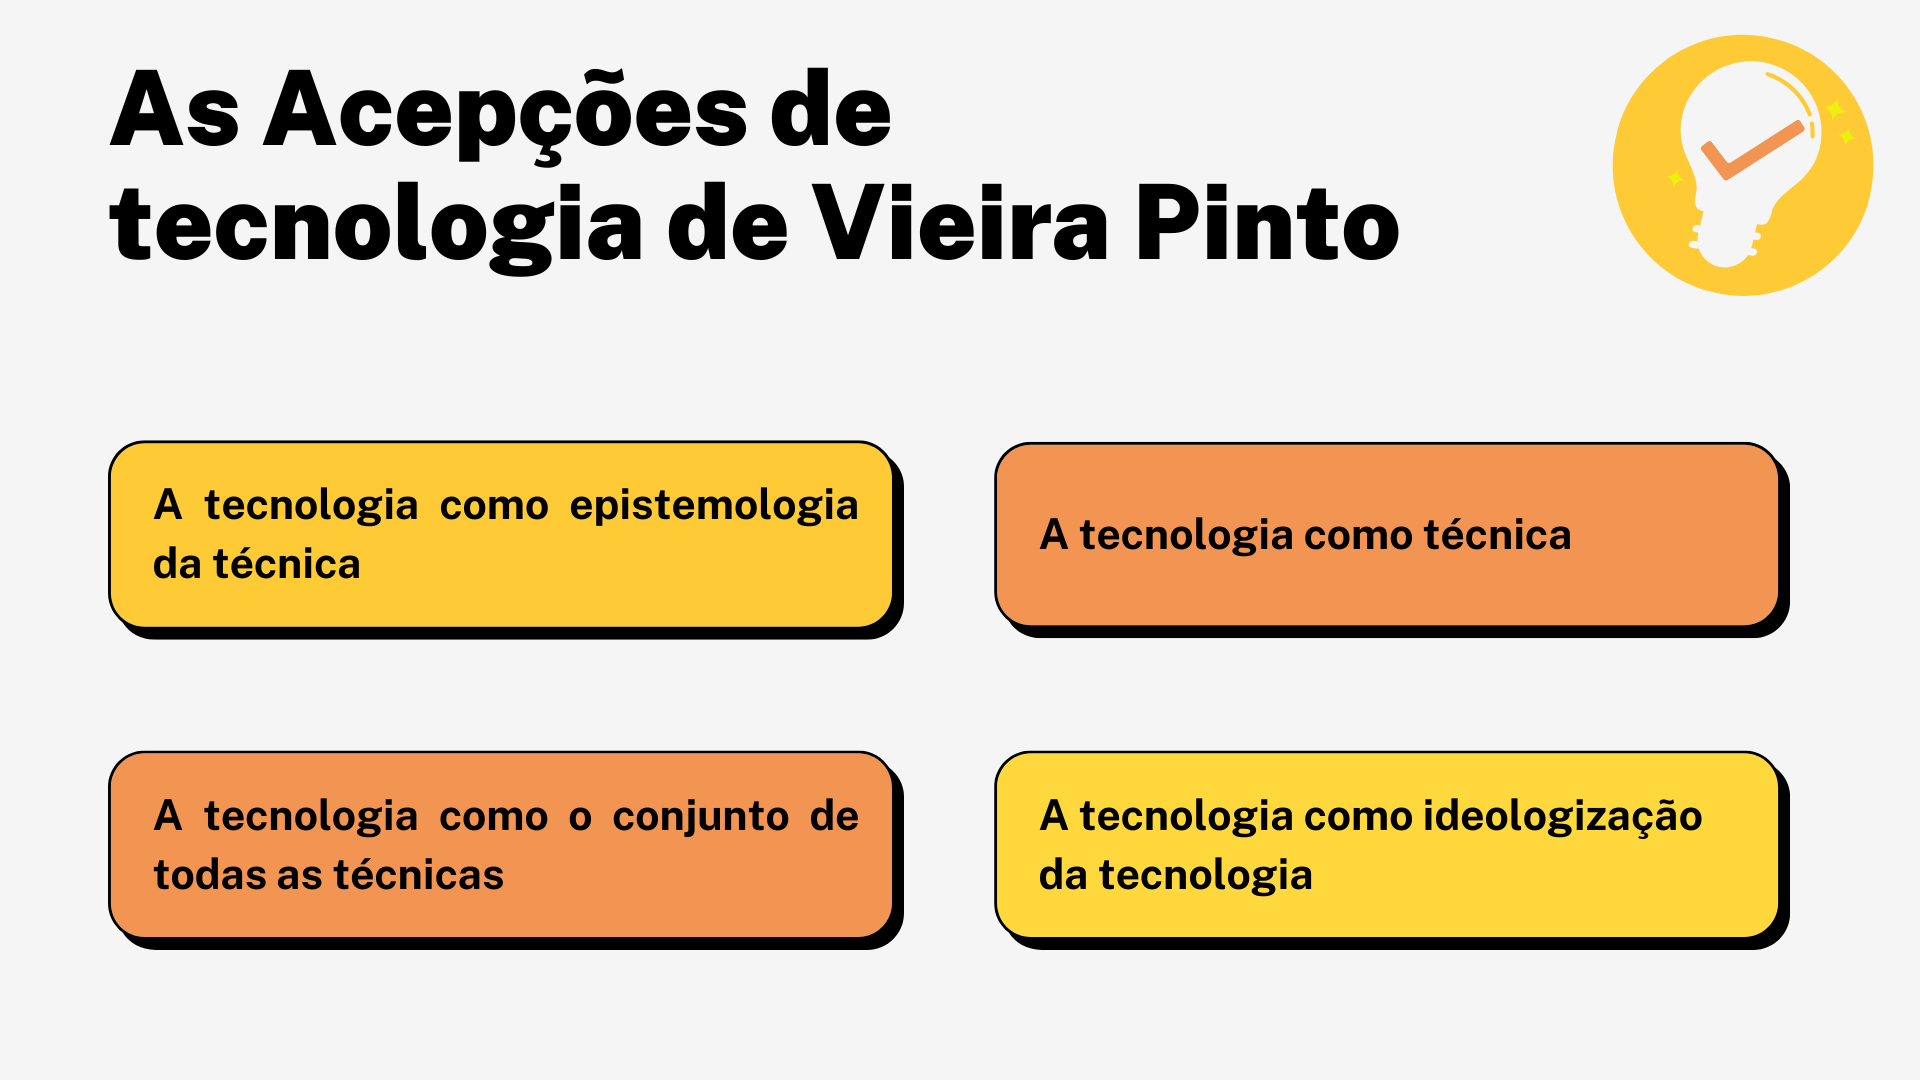 As Acepções de
tecnologia de Vieira Pinto
A tecnologia como epistemologia
da técnica
A tecnologia como técnica
A tecnologia como o conjunto de
todas as técnicas
A tecnologia como ideologização
da tecnologia